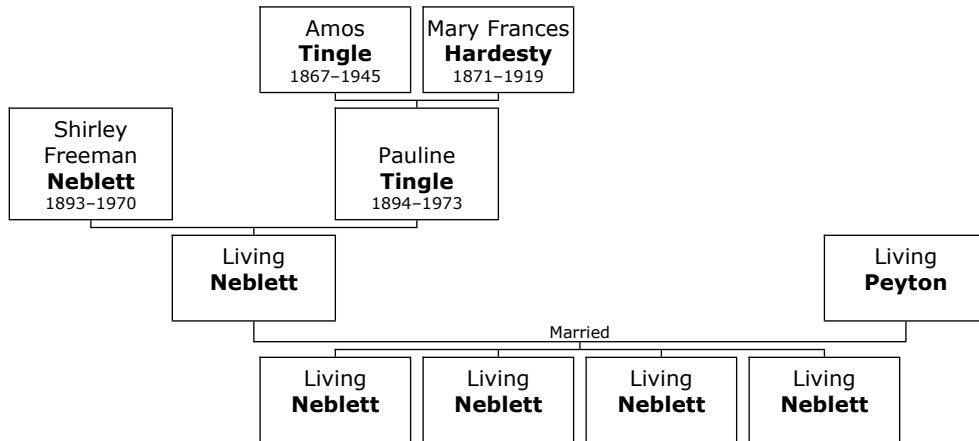 Amos
Tingle
1867–1945
Mary Frances
Hardesty
1871–1919
Shirley
Freeman
Neblett
1893–1970
Pauline
Tingle
1894–1973
Living
Neblett
Living
Peyton
Married
Living
Neblett
Living
Neblett
Living
Neblett
Living
Neblett